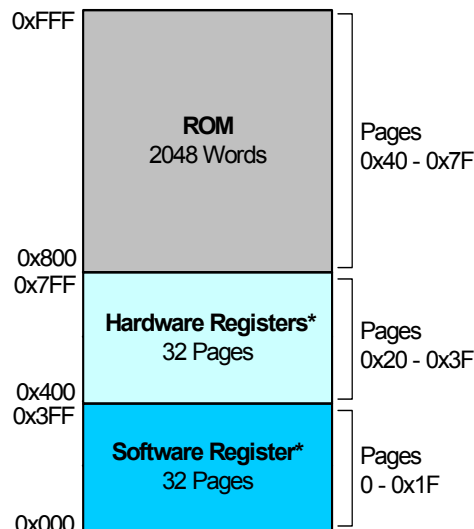 0xFFF
ROM
2048 Words
Pages
0x40 - 0x7F
0x800
0x7FF
Hardware Registers*
32 Pages
Pages
0x20 - 0x3F
0x400
0x3FF
Software Register*
32 Pages
Pages
0 - 0x1F
0x000